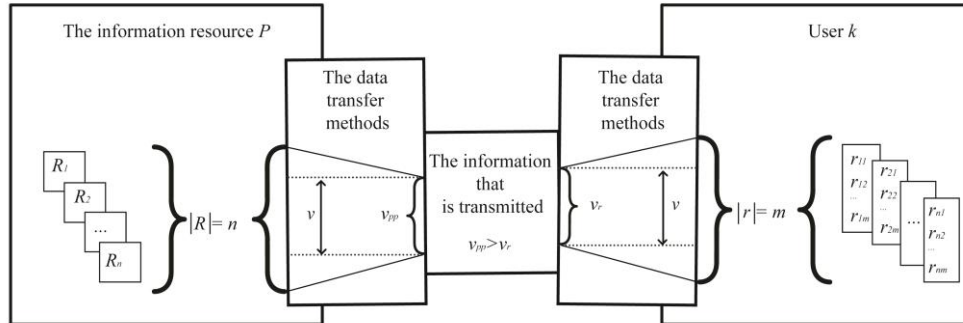 The information resource P
R1
R2
...
Rn
|R|= n
The data
transfer
methods
v
vpp
The information
that
is transmitted
vpp>vr
The data
transfer
methods
vr
v
|r|= m
User k
r11
r12
...
r1m
r21
r22
...
r2m
...
rn1
rn2
...
rnm